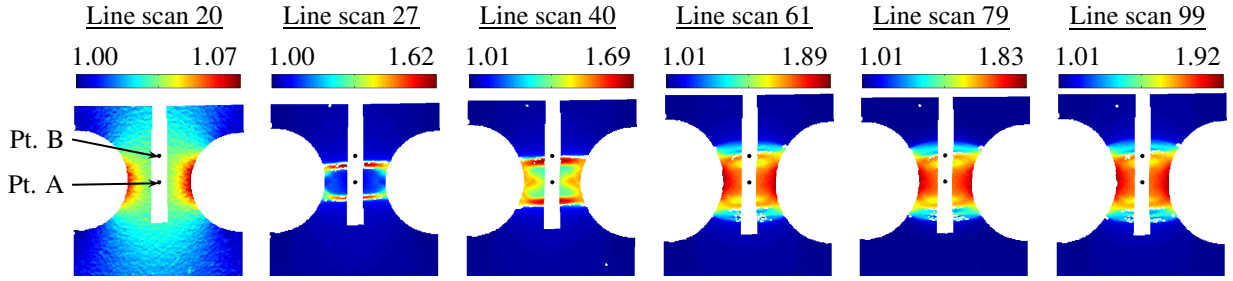 Line scan 20 Line scan 27 Line scan 40 Line scan 61 Line scan 79 Line scan 99
1.00 1.07 1.00 1.62 1.01 1.69 1.01 1.89 1.01 1.83 1.01 1.92
Pt. B
Pt. A